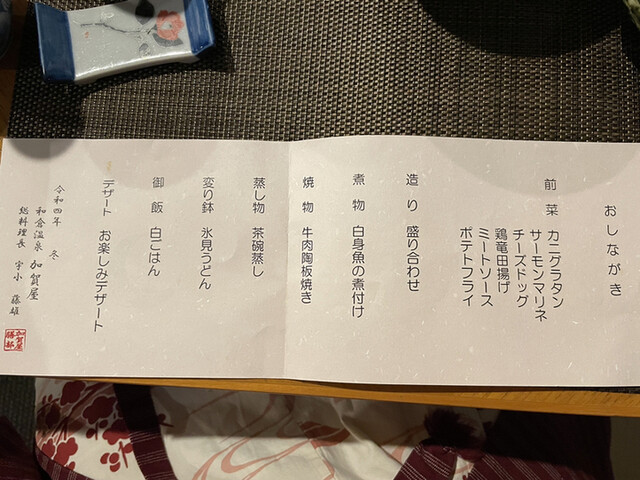 おしながき
前菜 カニグラタン
サーモンマリネ
チーズドッグ
鶏竜田揚げ
ミートソース
ポテトフライ
造り 盛り合わせ
煮物 白身魚の煮付け
焼物 牛肉陶板焼き
蒸し物 茶碗蒸し
変り鉢 氷見うどん
御飯 白ごはん
デザート お楽しみデザート
令和四年 冬
和倉温泉 加賀屋
総料理長 宇小 藤雄